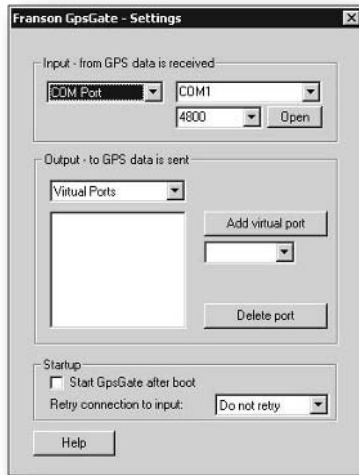 Franson GpsGate - Settings
Input - from GPS data is received
COM Port
COM1
4800
Open
Output - to GPS data is sent
Virtual Ports
Add virtual port
Delete port
Startup
Start GpsGate after boot
Retry connection to input:
Do not retry
Help